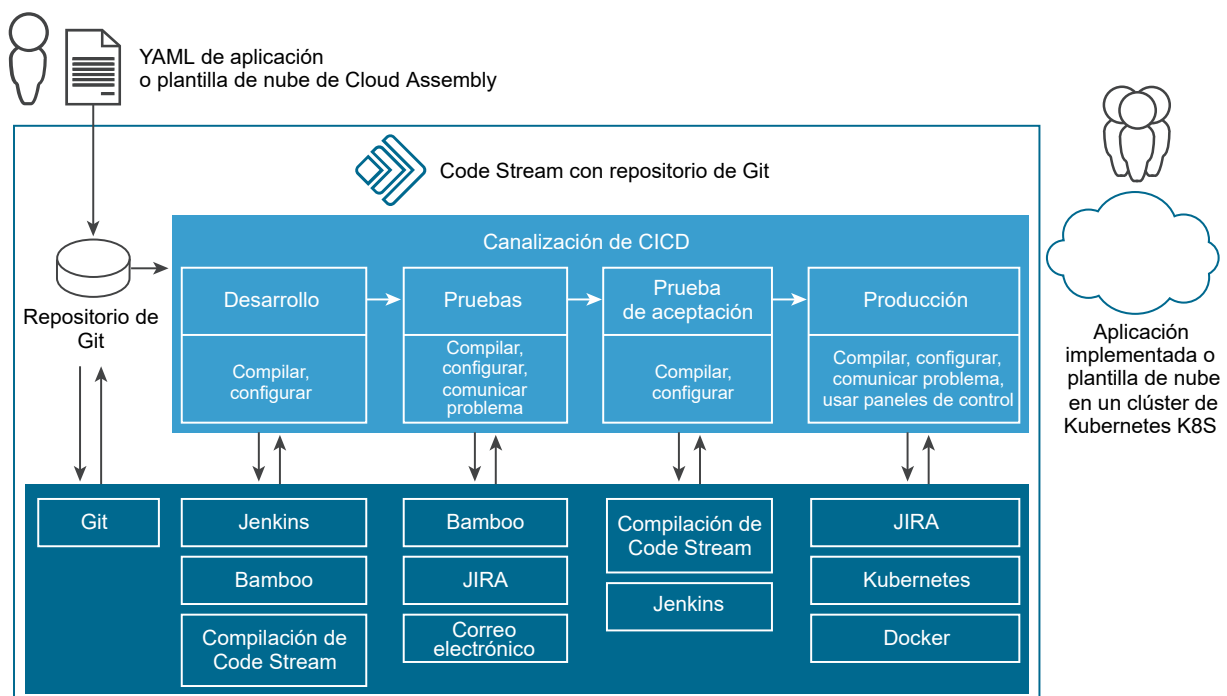 YAML de aplicación
o plantilla de nube de Cloud Assembly
Code Stream con repositorio de Git
Canalización de CICD
Repositorio de
Git
Desarrollo
Compilar,
configurar
Pruebas
Compilar,
configurar,
comunicar
problema
Prueba
de aceptación
Compilar,
configurar
Producción
Compilar, configurar,
comunicar problema,
usar paneles de control
Aplicación
implementada o
plantilla de nube
en un clúster de
Kubernetes K8S
Git
Jenkins
Bamboo
Compilación de
Code Stream
Bamboo
JIRA
Correo
electrónico
Compilación de
Code Stream
Jenkins
JIRA
Kubernetes
Docker